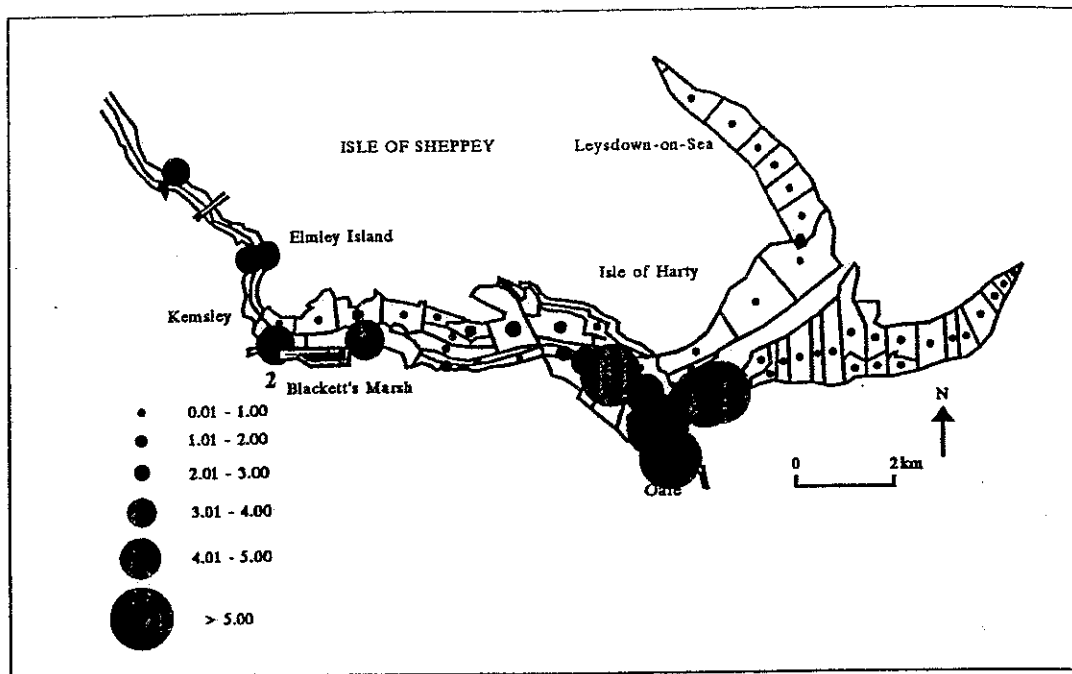 ISLE OF SHEPPEY
Leysdown-on-Sea
Elmley Island
Isle of Harty
Kemsley
2
Blackett's Marsh
0.01 - 1.00
1.01 - 2.00
2.01 - 3.00
3.01 - 4.00
4.01 - 5.00
> 5.00
N
0 2km
Oare